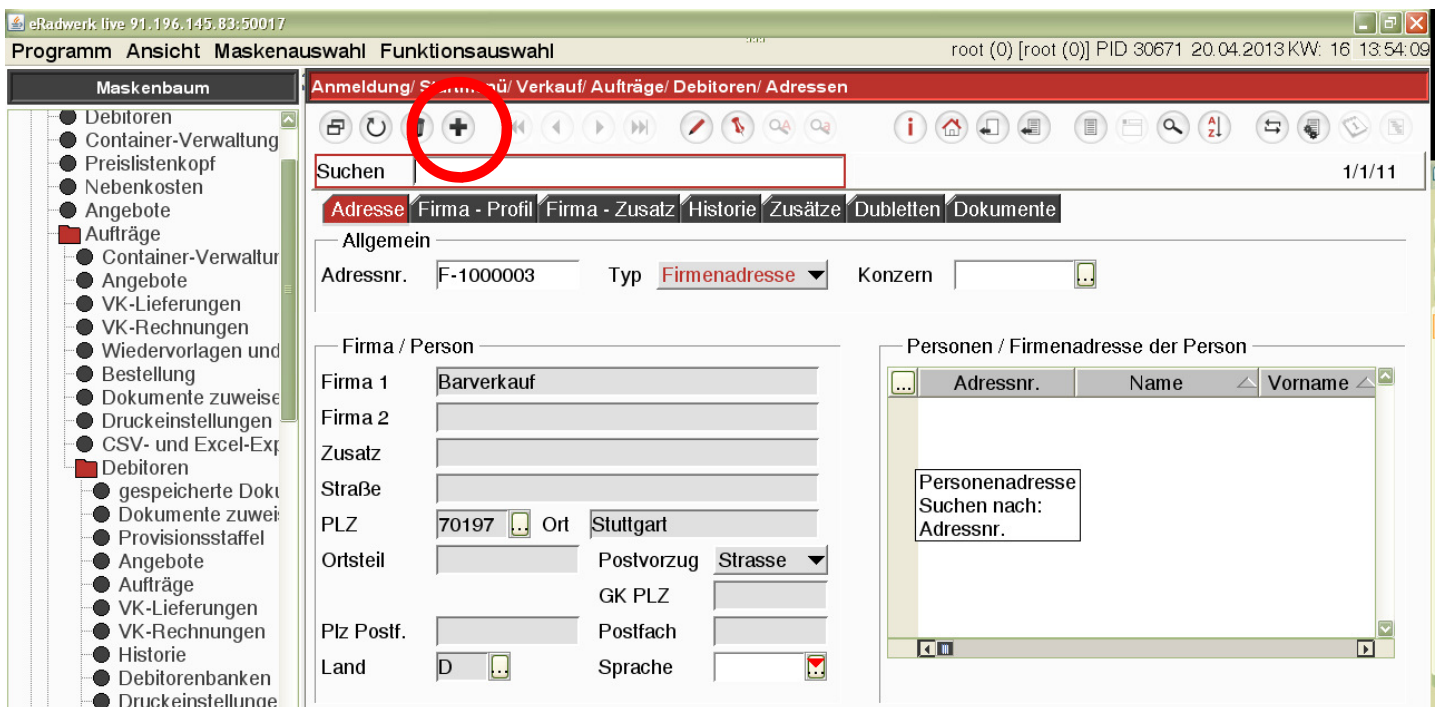 eRadwerk live 91.196.145.83:50017
Programm Ansicht Maskenauswahl Funktionsauswahl
root (0) [root (0)] PID 30671 20.04.2013 KW: 16 13:54:09
Maskenbaum
Debitoren
Container-Verwaltung
Preislistenkopf
Nebenkosten
Angebote
Aufträge
Container-Verwaltur
Angebote
VK-Lieferungen
VK-Rechnungen
Wiedervorlagen und
Bestellung
Dokumente zuweise
Druckeinstellungen
CSV- und Excel-Exp
Debitoren
gespeicherte Doku
Dokumente zuwei
Provisionsstaffel
Angebote
Aufträge
VK-Lieferungen
VK-Rechnungen
Historie
Debitorenbanken
Druckeinstellunge
Anmeldung/ Startmenü/ Verkauf/ Aufträge/ Debitoren/ Adressen
Suchen
1/1/11
Adresse Firma - Profil Firma - Zusatz Historie Zusätze Dubletten Dokumente
Allgemein
Adressnr. F-1000003 Typ Firmenadresse Konzern ...
Firma / Person
Firma 1 Barverkauf
Firma 2
Zusatz
Straße
PLZ 70197 ... Ort Stuttgart
Ortsteil Postvorzug Strasse
GK PLZ
Plz Postf. Postfach
Land D ... Sprache
Personen / Firmenadresse der Person
... Adressnr. Name Vorname
Personenadresse
Suchen nach:
Adressnr.